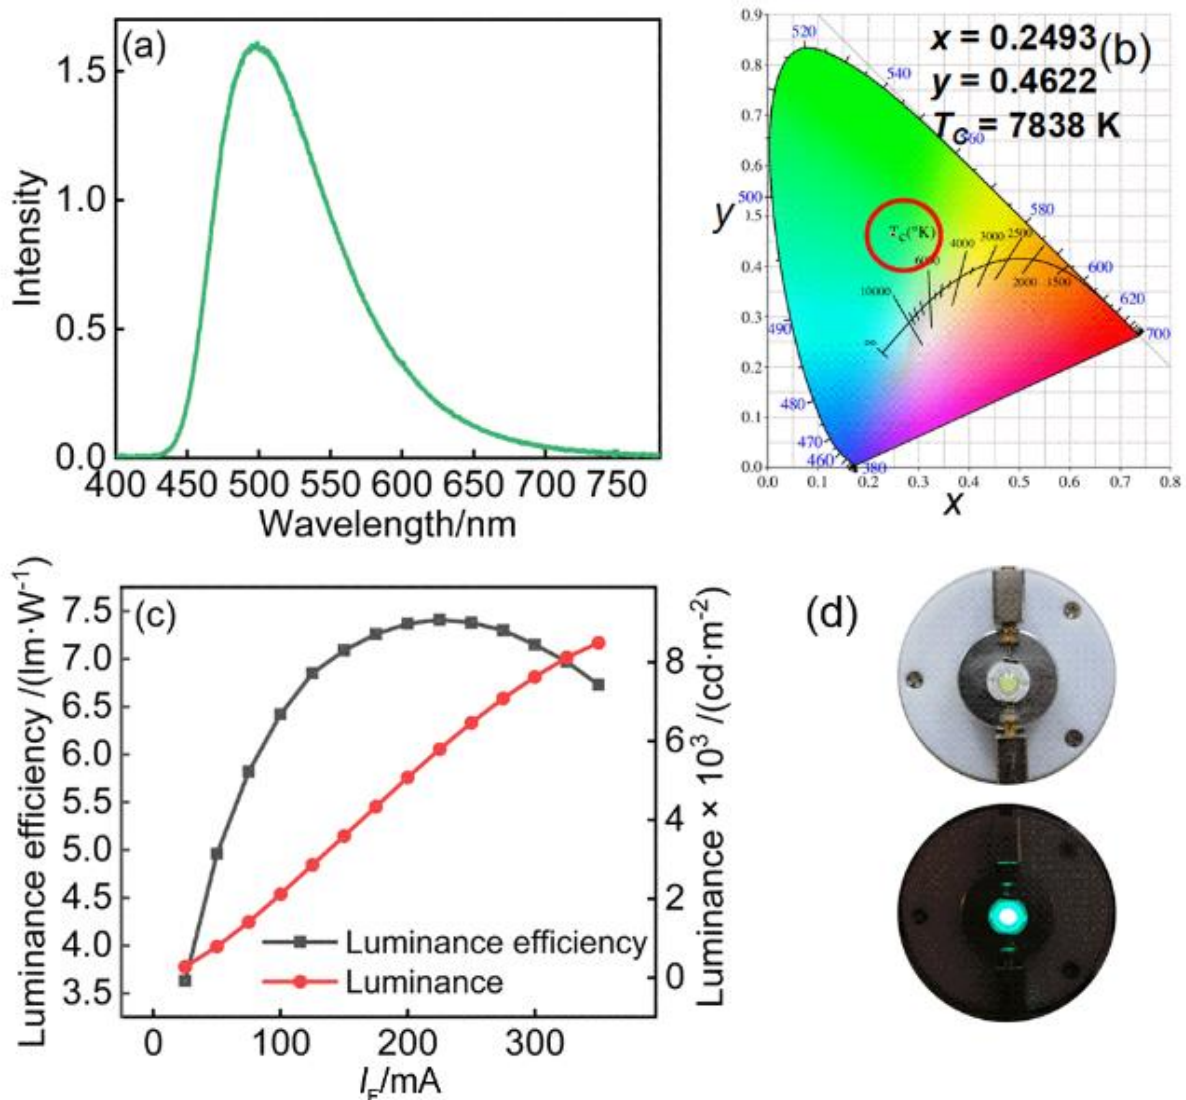 (a)
1.5
1.0
0.5
0.0
Intensity
400 450 500 550 600 650 700 750
Wavelength/nm
(b)
x = 0.2493
y = 0.4622
T_C = 7838 K
0.9
0.8
0.7
0.6
1.5
0.4
0.3
0.2
0.1
0.0
y
0.0 0.1 0.2 0.3 0.4 0.5 0.6 0.7 0.8
x
520
540
560
580
600
620
700
500
490
480
470
460
380
T_C(°K)
∞
10000
6000
4000
3000
2500
2000
1500
(c)
Luminance efficiency /(lm·W⁻¹)
7.5
7.0
6.5
6.0
5.5
5.0
4.5
4.0
3.5
Luminance efficiency
Luminance
8
6
4
2
0
Luminance × 10³ /(cd·m⁻²)
0 100 200 300
I_F/mA
(d)